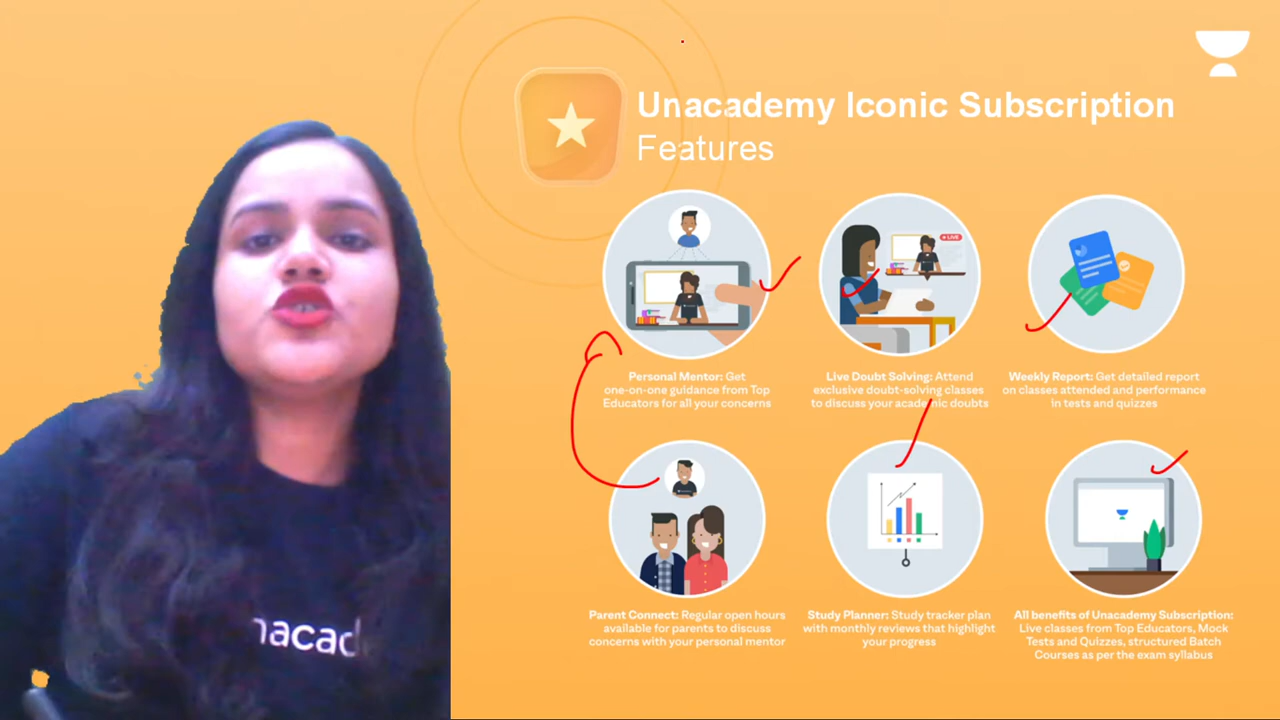 Unacademy Iconic Subscription
Features
LIVE
Personal Mentor: Get
one-on-one guidance from Top
Educators for all your concerns
Live Doubt Solving: Attend
exclusive doubt-solving classes
to discuss your academic doubts
Weekly Report: Get detailed report
on classes attended and performance
in tests and quizzes
Parent Connect: Regular open hours
available for parents to discuss
concerns with your personal mentor
Study Planner: Study tracker plan
with monthly reviews that highlight
your progress
All benefits of Unacademy Subscription:
Live classes from Top Educators, Mock
Tests and Quizzes, structured Batch
Courses as per the exam syllabus